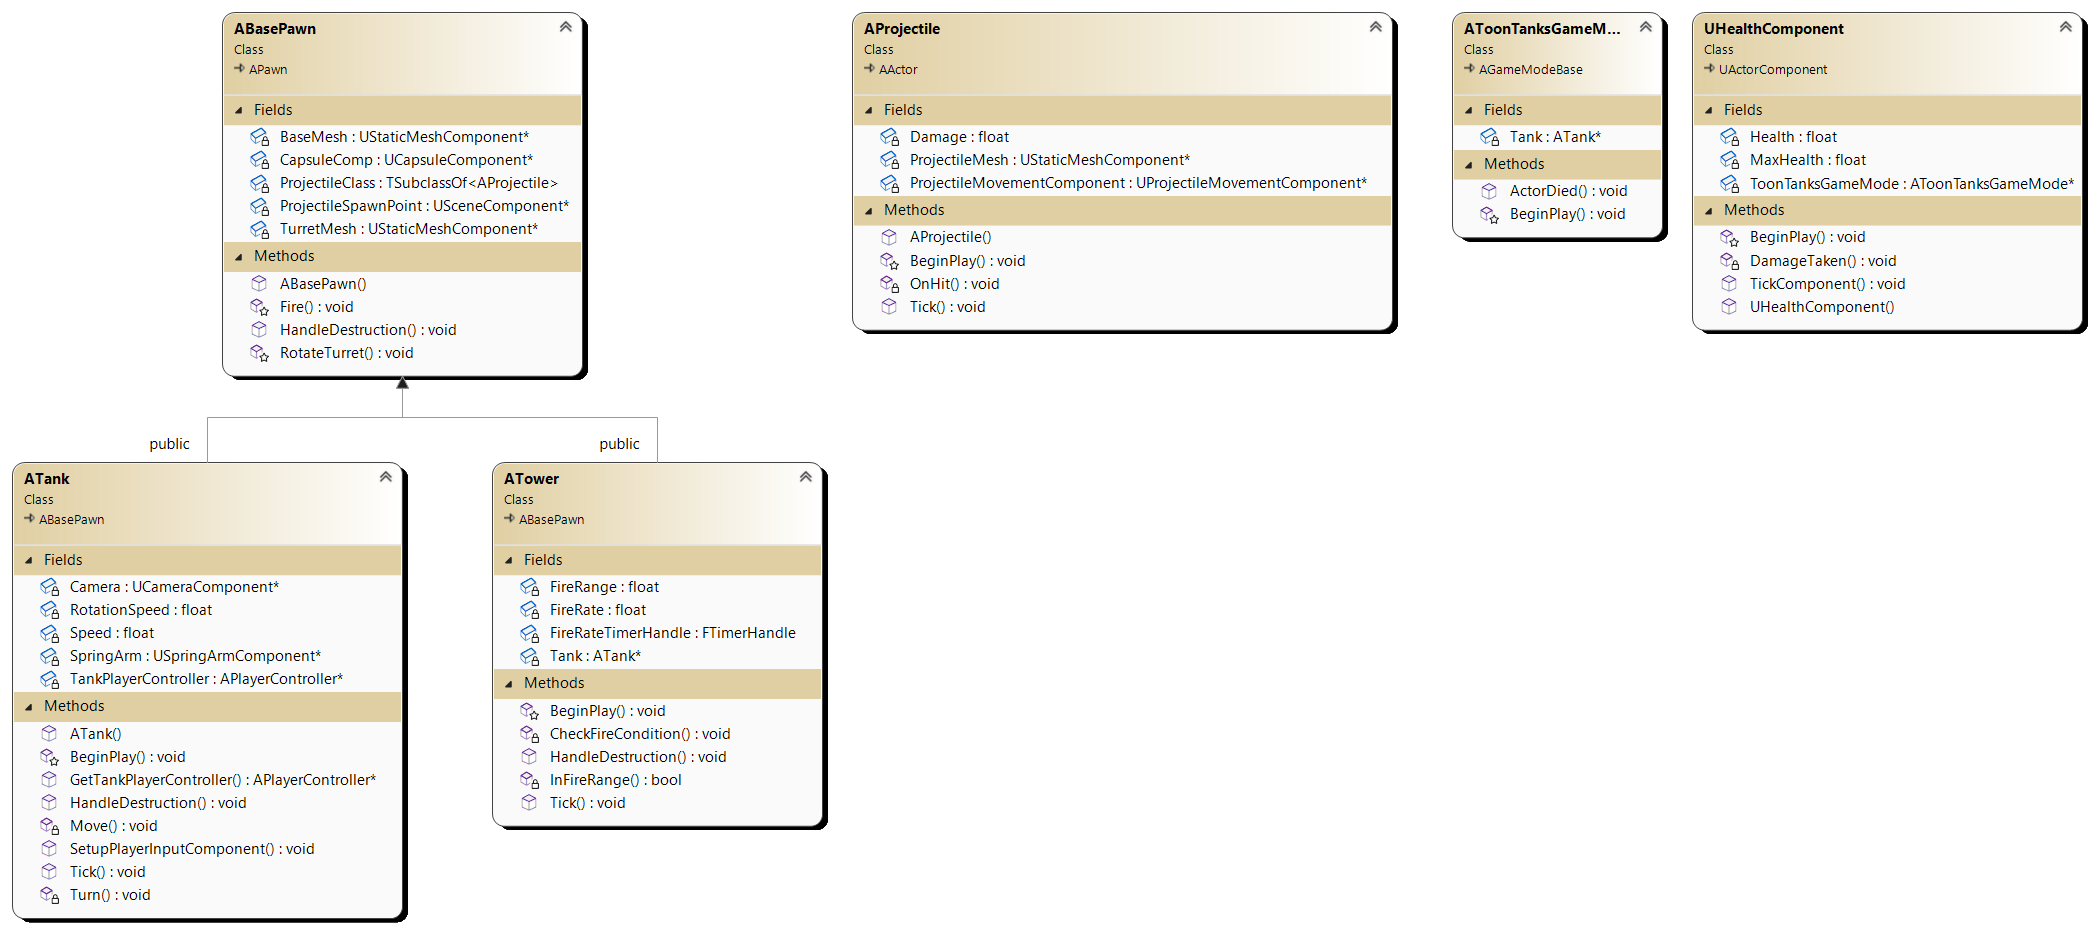 ABasePawn
Class
APawn
Fields
BaseMesh : UStaticMeshComponent*
CapsuleComp : UCapsuleComponent*
ProjectileClass : TSubclassOf<AProjectile>
ProjectileSpawnPoint : USceneComponent*
TurretMesh : UStaticMeshComponent*
Methods
ABasePawn()
Fire() : void
HandleDestruction() : void
RotateTurret() : void
AProjectile
Class
AActor
Fields
Damage : float
ProjectileMesh : UStaticMeshComponent*
ProjectileMovementComponent : UProjectileMovementComponent*
Methods
AProjectile()
BeginPlay() : void
OnHit() : void
Tick() : void
AToonTanksGameM...
Class
AGameModeBase
Fields
Tank : ATank*
Methods
ActorDied() : void
BeginPlay() : void
UHealthComponent
Class
UActorComponent
Fields
Health : float
MaxHealth : float
ToonTanksGameMode : AToonTanksGameMode*
Methods
BeginPlay() : void
DamageTaken() : void
TickComponent() : void
UHealthComponent()
public
public
ATank
Class
ABasePawn
Fields
Camera : UCameraComponent*
RotationSpeed : float
Speed : float
SpringArm : USpringArmComponent*
TankPlayerController : APlayerController*
Methods
ATank()
BeginPlay() : void
GetTankPlayerController() : APlayerController*
HandleDestruction() : void
Move() : void
SetupPlayerInputComponent() : void
Tick() : void
Turn() : void
ATower
Class
ABasePawn
Fields
FireRange : float
FireRate : float
FireRateTimerHandle : FTimerHandle
Tank : ATank*
Methods
BeginPlay() : void
CheckFireCondition() : void
HandleDestruction() : void
InFireRange() : bool
Tick() : void